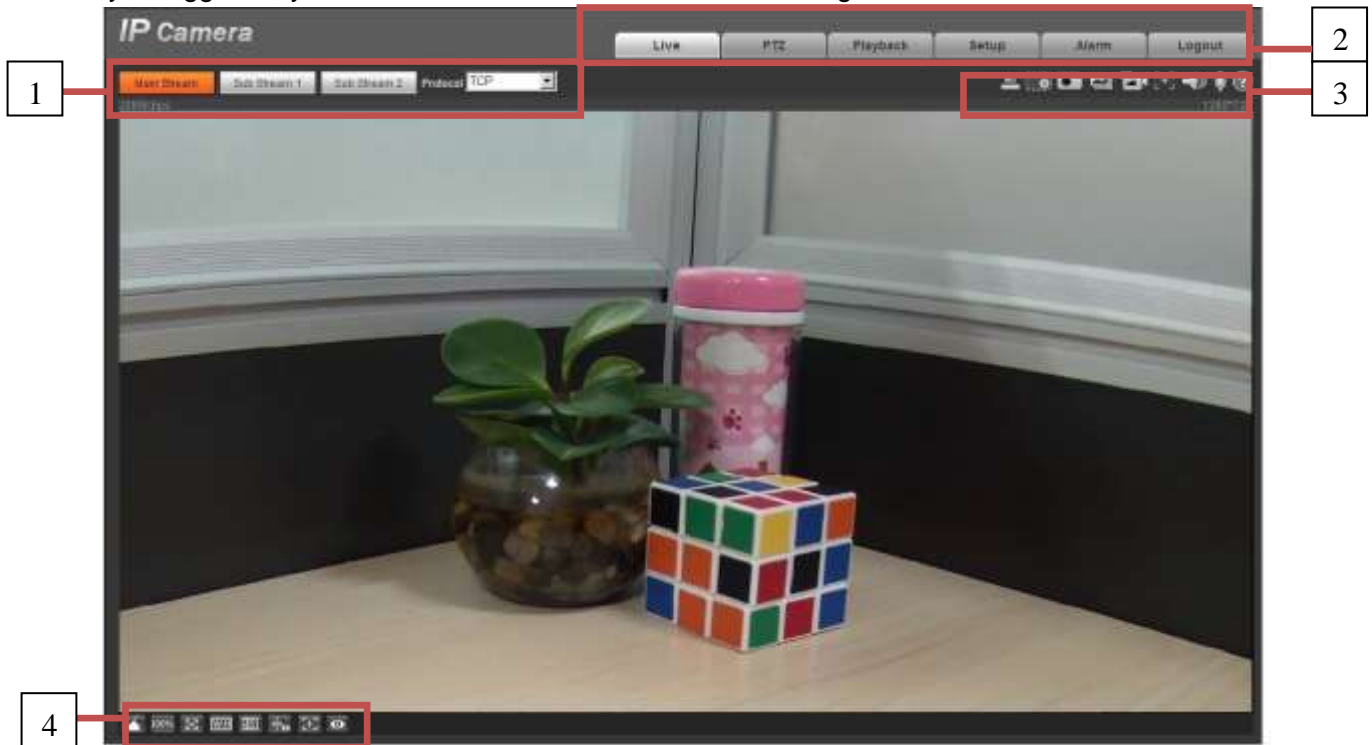 IP Camera
Live PTZ Playback Setup Alarm Logout
2
1
Main Stream Sub Stream 1 Sub Stream 2 Protocol TCP
3
4
100%